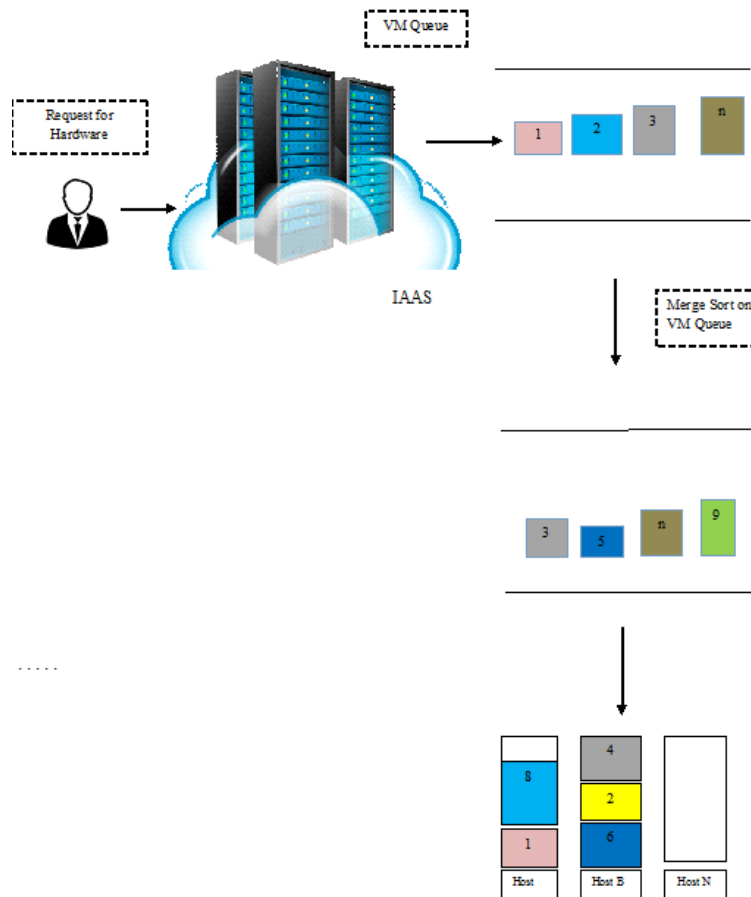 VM Queue
Request for
Hardware
1
2
3
n
IAAS
Merge Sort on
VM Queue
3
5
n
9
. . . . .
8
1
4
2
6
Host
Host B
Host N